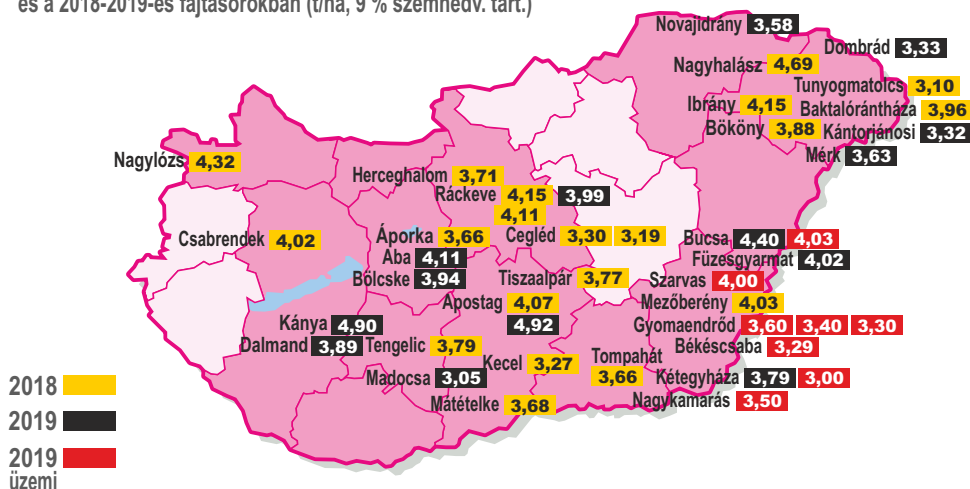 és a 2018-2019-es fajtasorokban (t/ha, 9 % szemnedv. tart.)
Novajidrány 3,58
Dombrád 3,33
Nagyhalász 4,69
Tunyogmatolcs 3,10
Ibrány 4,15
Baktalórántháza 3,96
Bököny 3,88
Kántorjánosi 3,32
Mérk 3,63
Nagylózs 4,32
Herceghalom 3,71
Ráckeve 4,15 3,99
4,11
Csabrendek 4,02
Áporka 3,66
Cegléd 3,30 3,19
Bucsa 4,40 4,03
Aba 4,11
Füzesgyarmat 4,02
Bölcske 3,94
Tiszaalpár 3,77
Szarvas 4,00
Apostag 4,07
4,92
Mezőberény 4,03
Kánya 4,90
Gyomaendrőd 3,60 3,40 3,30
Dalmand 3,89
Tengelic 3,79
Békéscsaba 3,29
Kecel 3,27
Tompahát
3,66
Madocsa 3,05
Kétegyháza 3,79 3,00
Mátételke 3,68
Nagykamarás 3,50
2018
2019
2019
üzemi